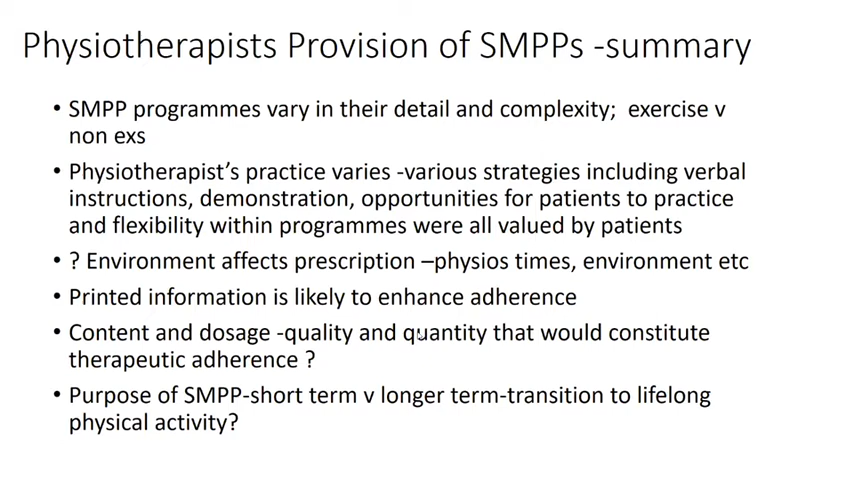 Physiotherapists Provision of SMPPs -summary
• SMPP programmes vary in their detail and complexity;  exercise v
non exs
• Physiotherapist's practice varies -various strategies including verbal
instructions, demonstration, opportunities for patients to practice
and flexibility within programmes were all valued by patients
• ? Environment affects prescription –physios times, environment etc
• Printed information is likely to enhance adherence
• Content and dosage -quality and quantity that would constitute
therapeutic adherence ?
• Purpose of SMPP-short term v longer term-transition to lifelong
physical activity?